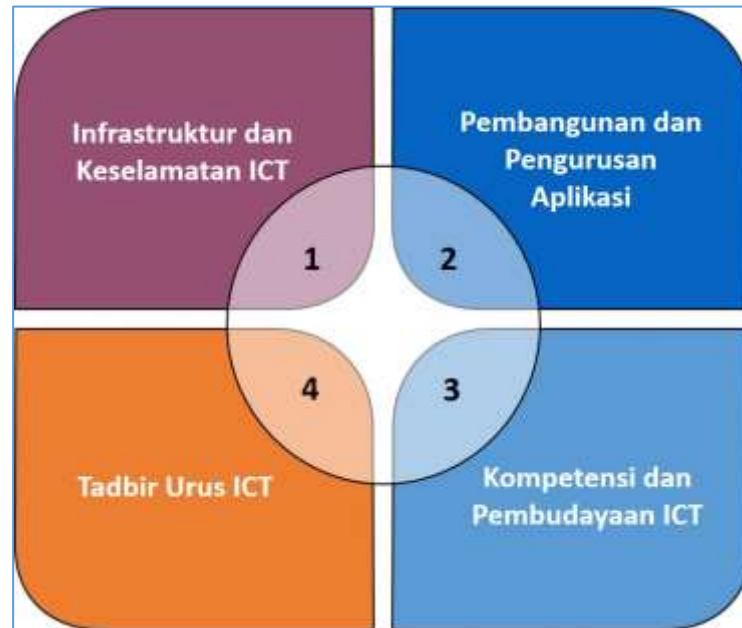 Infrastruktur dan
Keselamatan ICT
1
Pembangunan dan
Pengurusan
Aplikasi
2
Kompetensi dan
Pembudayaan ICT
3
Tadbir Urus ICT
4